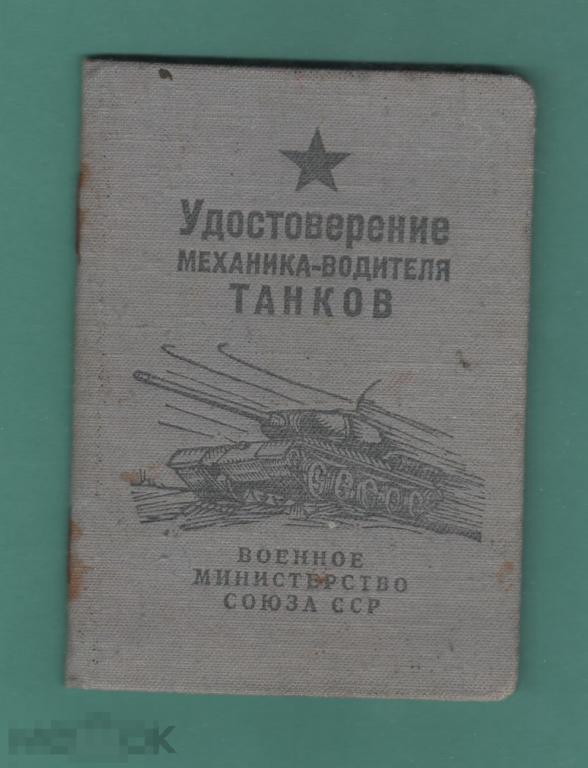 Удостоверение
МЕХАНИКА-ВОДИТЕЛЯ
ТАНКОВ
ВОЕННОЕ
МИНИСТЕРСТВО
СОЮЗА ССР